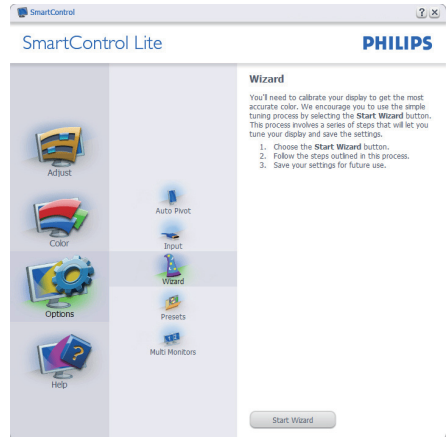 SmartControl
? X
SmartControl Lite
PHILIPS
Adjust
Color
Options
Help
Auto Pivot
Input
Wizard
Presets
Multi Monitors
Wizard
You'll need to calibrate your display to get the most
accurate color. We encourage you to use the simple
tuning process by selecting the Start Wizard button.
This process involves a series of steps that will let you
tune your display and save the settings.
1. Choose the Start Wizard button.
2. Follow the steps outlined in this process.
3. Save your settings for future use.
Start Wizard